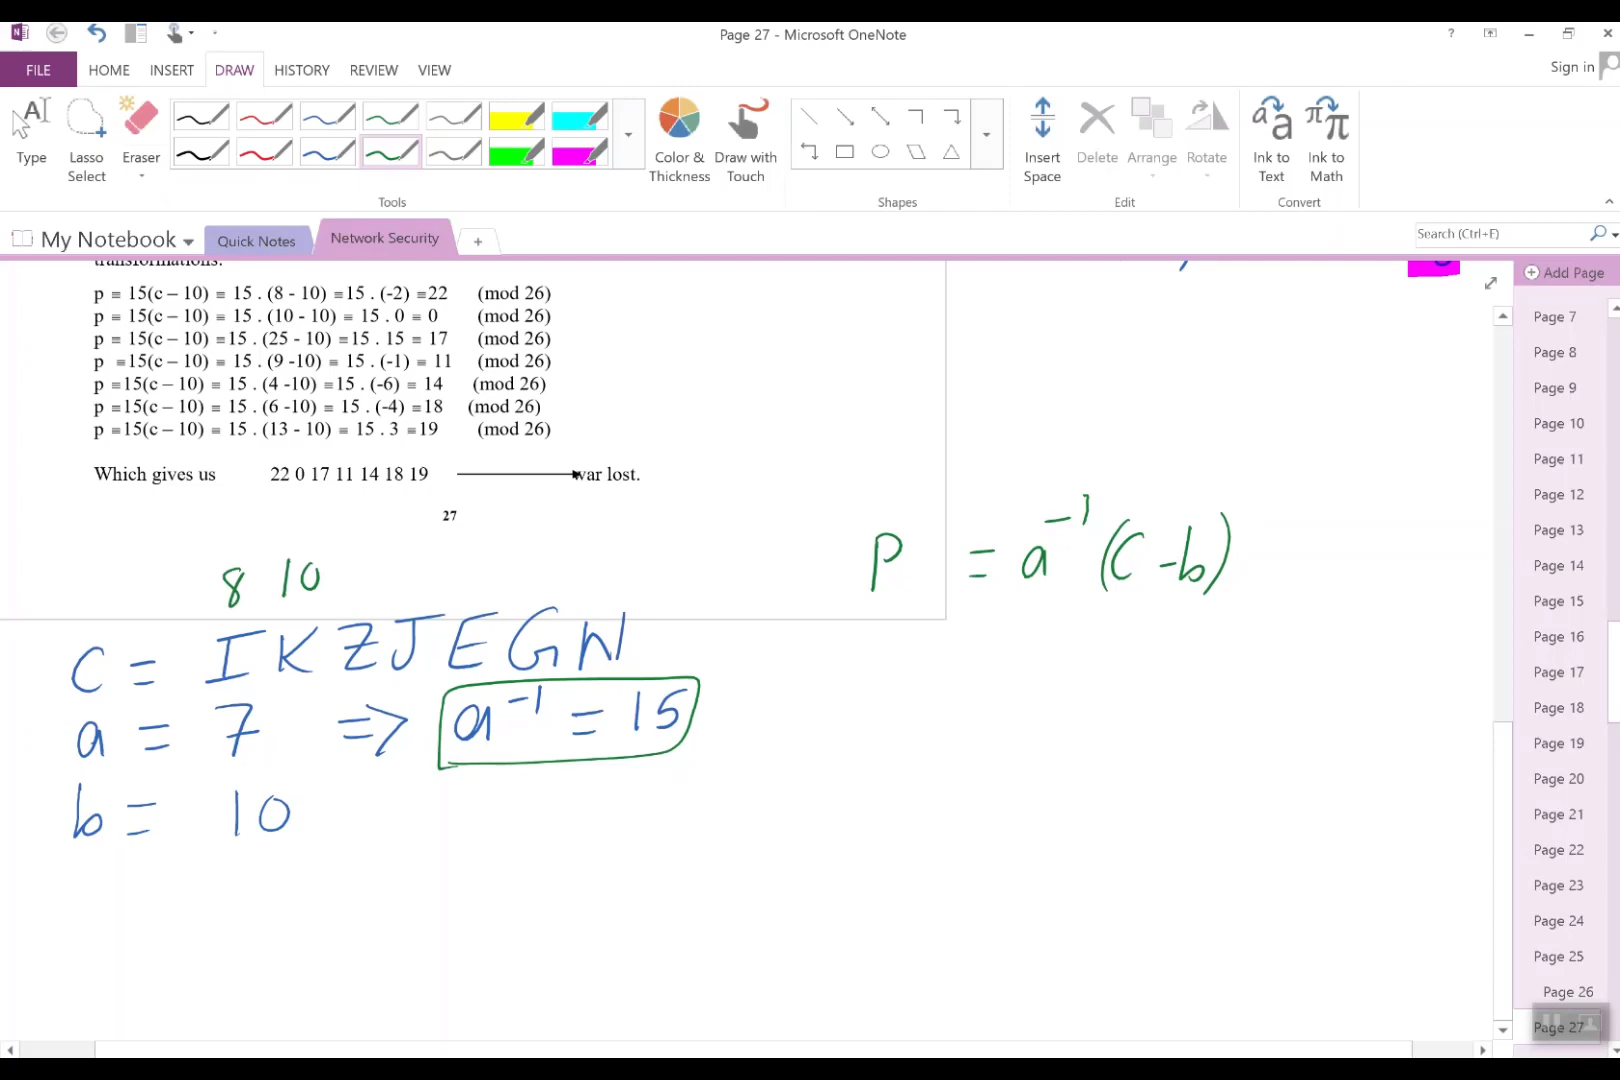 Page 27 - Microsoft OneNote
?
FILE HOME INSERT DRAW HISTORY REVIEW VIEW
Sign in
Type
Lasso Select
Eraser
Color & Thickness
Draw with Touch
Insert Space
Delete
Arrange
Rotate
Ink to Text
Ink to Math
Tools Shapes Edit Convert
My Notebook Quick Notes Network Security +
Search (Ctrl+E)
Add Page
transformations.
p ≡ 15(c – 10) ≡ 15 . (8 - 10) ≡15 . (-2) ≡22 (mod 26)
p ≡ 15(c – 10) ≡ 15 . (10 - 10) ≡ 15 . 0 ≡ 0 (mod 26)
p ≡ 15(c – 10) ≡15 . (25 - 10) ≡15 . 15 ≡ 17 (mod 26)
p ≡15(c – 10) ≡ 15 . (9 -10) ≡ 15 . (-1) ≡ 11 (mod 26)
p ≡15(c – 10) ≡ 15 . (4 -10) ≡15 . (-6) ≡ 14 (mod 26)
p ≡15(c – 10) ≡ 15 . (6 -10) ≡ 15 . (-4) ≡18 (mod 26)
p ≡15(c – 10) ≡ 15 . (13 - 10) ≡ 15 . 3 ≡19 (mod 26)
Which gives us 22 0 17 11 14 18 19 → var lost.
27
P = a⁻¹ (C - b)
8 10
C = I K Z J E G N
a = 7 => a⁻¹ = 15
b = 10
Page 7
Page 8
Page 9
Page 10
Page 11
Page 12
Page 13
Page 14
Page 15
Page 16
Page 17
Page 18
Page 19
Page 20
Page 21
Page 22
Page 23
Page 24
Page 25
Page 26
Page 27